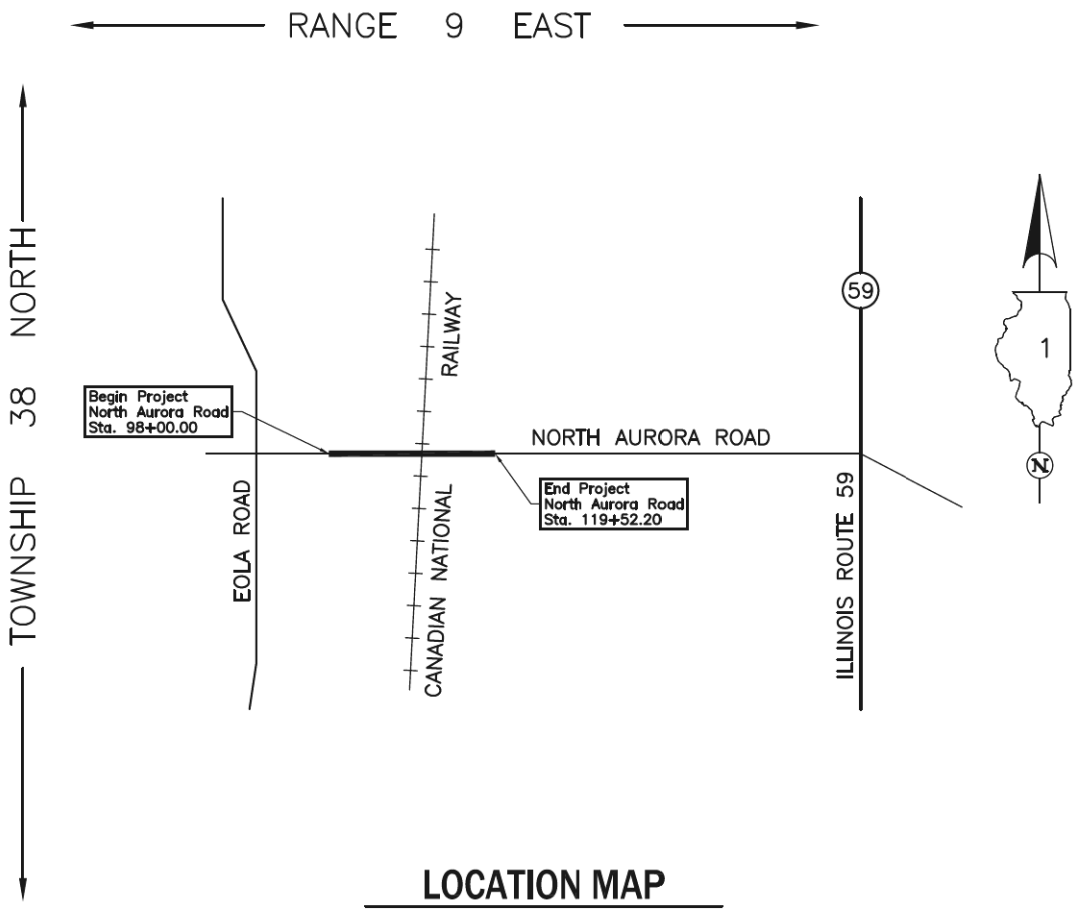 RANGE 9 EAST
TOWNSHIP 38 NORTH
59
RAILWAY
1
Begin Project
North Aurora Road
Sta. 98+00.00
NORTH AURORA ROAD
N
End Project
North Aurora Road
Sta. 119+52.20
EOLA ROAD
CANADIAN NATIONAL
ILLINOIS ROUTE 59
LOCATION MAP